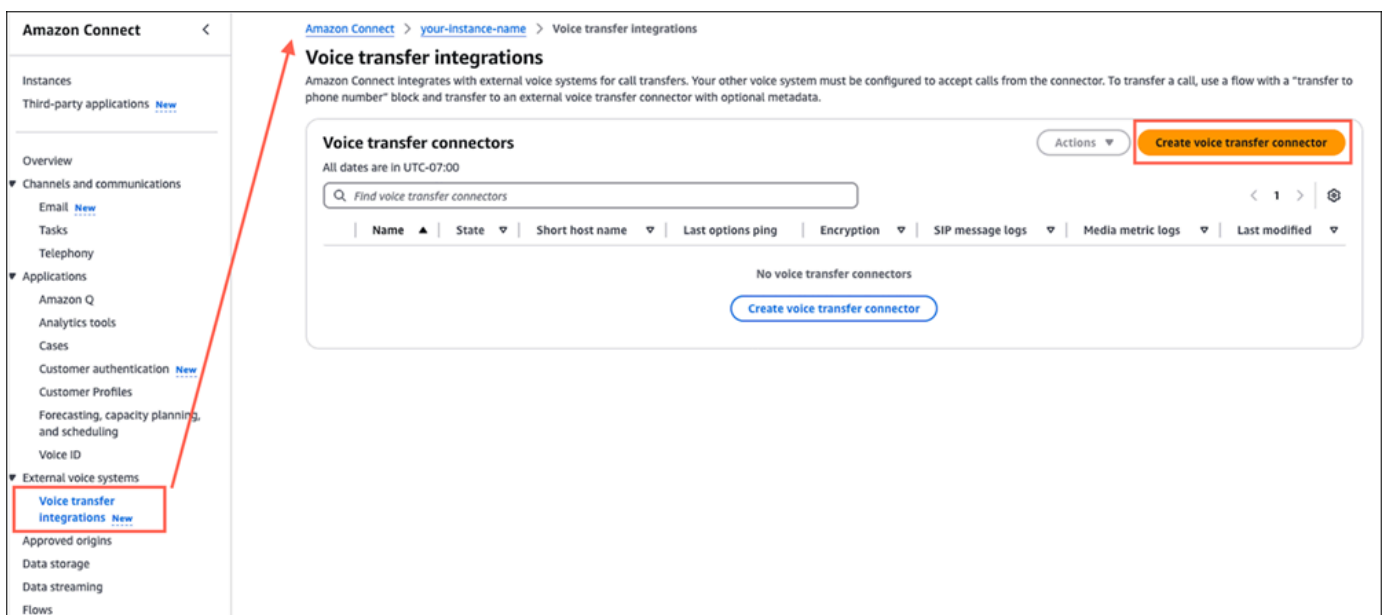 Amazon Connect
Instances
Third-party applications New
Overview
Channels and communications
Email New
Tasks
Telephony
Applications
Amazon Q
Analytics tools
Cases
Customer authentication New
Customer Profiles
Forecasting, capacity planning,
and scheduling
Voice ID
External voice systems
Voice transfer
integrations New
Approved origins
Data storage
Data streaming
Flows
Amazon Connect > your-instance-name > Voice transfer integrations
Voice transfer integrations
Amazon Connect integrates with external voice systems for call transfers. Your other voice system must be configured to accept calls from the connector. To transfer a call, use a flow with a "transfer to
phone number" block and transfer to an external voice transfer connector with optional metadata.
Voice transfer connectors
Actions
Create voice transfer connector
All dates are in UTC-07:00
Find voice transfer connectors
< 1 >
Name State Short host name Last options ping Encryption SIP message logs Media metric logs Last modified
No voice transfer connectors
Create voice transfer connector